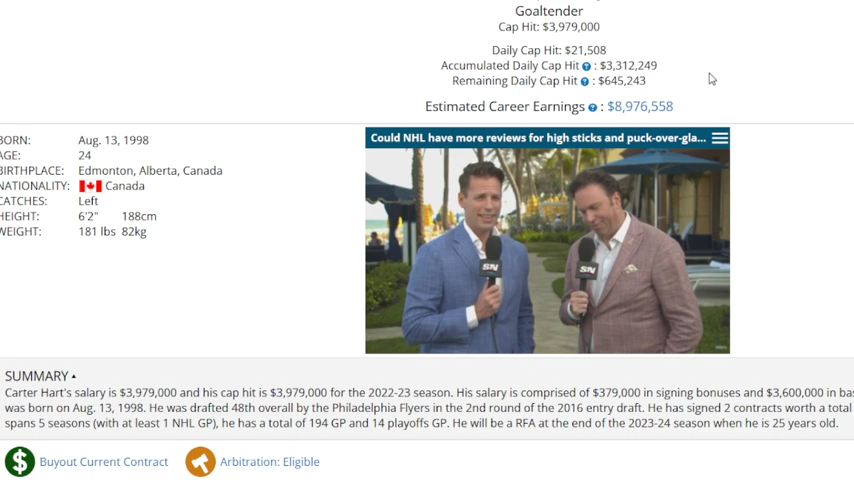 Goaltender
Cap Hit: $3,979,000
Daily Cap Hit: $21,508
Accumulated Daily Cap Hit ? : $3,312,249
Remaining Daily Cap Hit ? : $645,243
Estimated Career Earnings ? : $8,976,558
BORN: Aug. 13, 1998
AGE: 24
BIRTHPLACE: Edmonton, Alberta, Canada
NATIONALITY: Canada
CATCHES: Left
HEIGHT: 6'2" 188cm
WEIGHT: 181 lbs 82kg
Could NHL have more reviews for high sticks and puck-over-gla...
SN SN
SUMMARY
Carter Hart's salary is $3,979,000 and his cap hit is $3,979,000 for the 2022-23 season. His salary is comprised of $379,000 in signing bonuses and $3,600,000 in bas
was born on Aug. 13, 1998. He was drafted 48th overall by the Philadelphia Flyers in the 2nd round of the 2016 entry draft. He has signed 2 contracts worth a total
spans 5 seasons (with at least 1 NHL GP), he has a total of 194 GP and 14 playoffs GP. He will be a RFA at the end of the 2023-24 season when he is 25 years old.
$ Buyout Current Contract Arbitration: Eligible